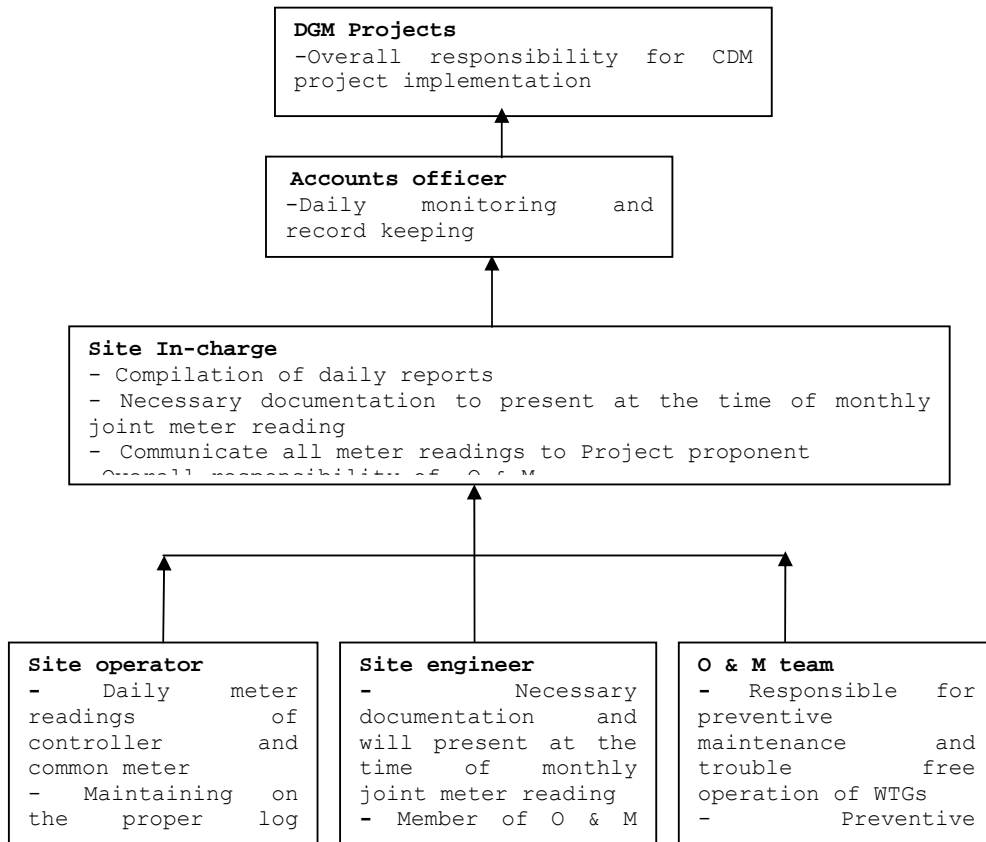 DGM Projects
-Overall responsibility for CDM
project implementation
Accounts officer
-Daily monitoring and
record keeping
Site In-charge
- Compilation of daily reports
- Necessary documentation to present at the time of monthly
joint meter reading
- Communicate all meter readings to Project proponent
Overall responsibility of O & M
Site operator
- Daily meter
readings of
controller and
common meter
- Maintaining on
the proper log
Site engineer
- Necessary
documentation and
will present at the
time of monthly
joint meter reading
- Member of O & M
O & M team
- Responsible for
preventive
maintenance and
trouble free
operation of WTGs
- Preventive